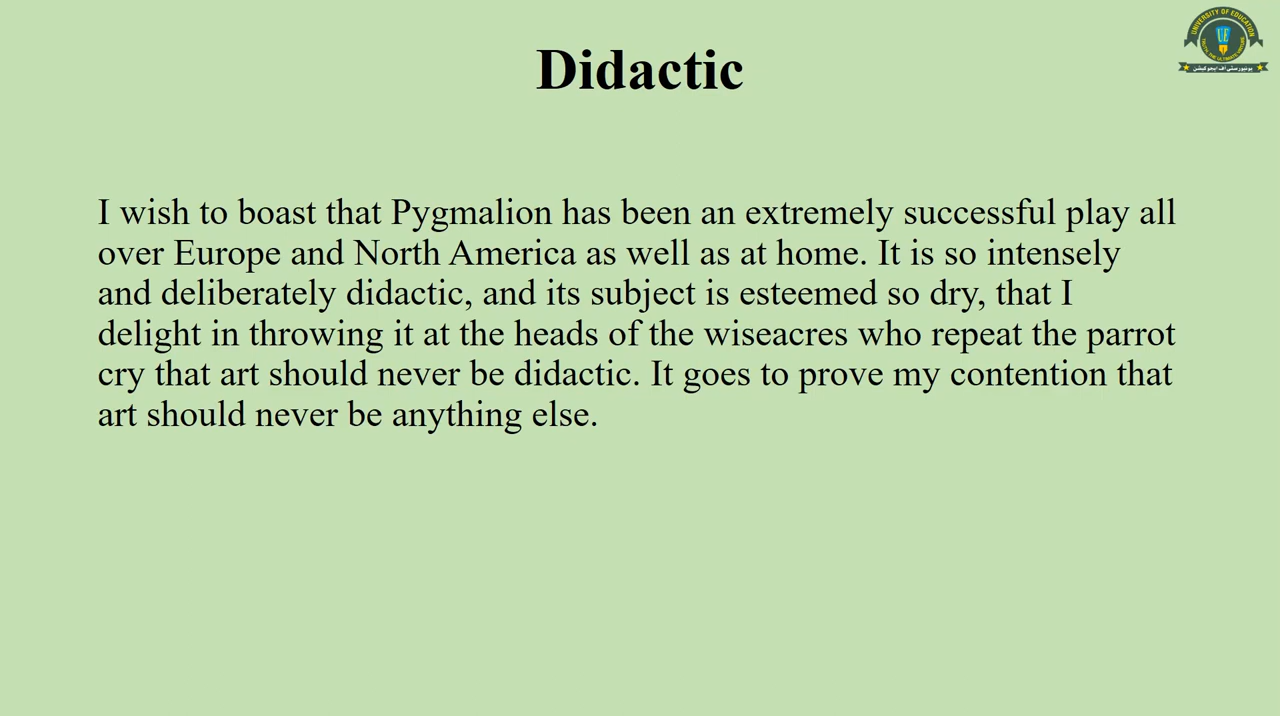 UNIVERSITY OF EDUCATION
Didactic
I wish to boast that Pygmalion has been an extremely successful play all
over Europe and North America as well as at home. It is so intensely
and deliberately didactic, and its subject is esteemed so dry, that I
delight in throwing it at the heads of the wiseacres who repeat the parrot
cry that art should never be didactic. It goes to prove my contention that
art should never be anything else.